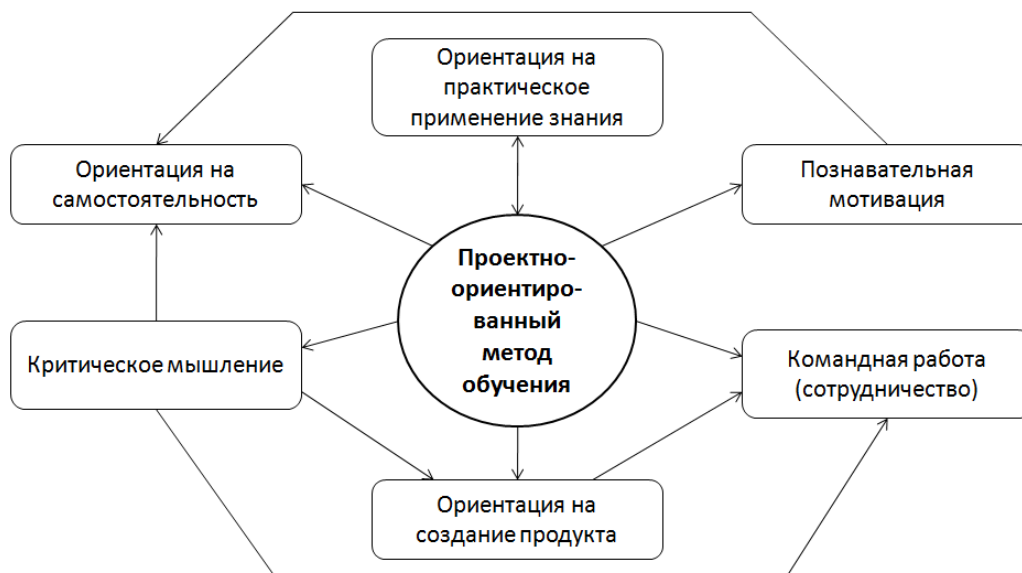 Ориентация на
практическое
применение знания
Ориентация на
самостоятельность
Познавательная
мотивация
Проектно-
ориентиро-
ванный
метод
обучения
Критическое мышление
Командная работа
(сотрудничество)
Ориентация на
создание продукта